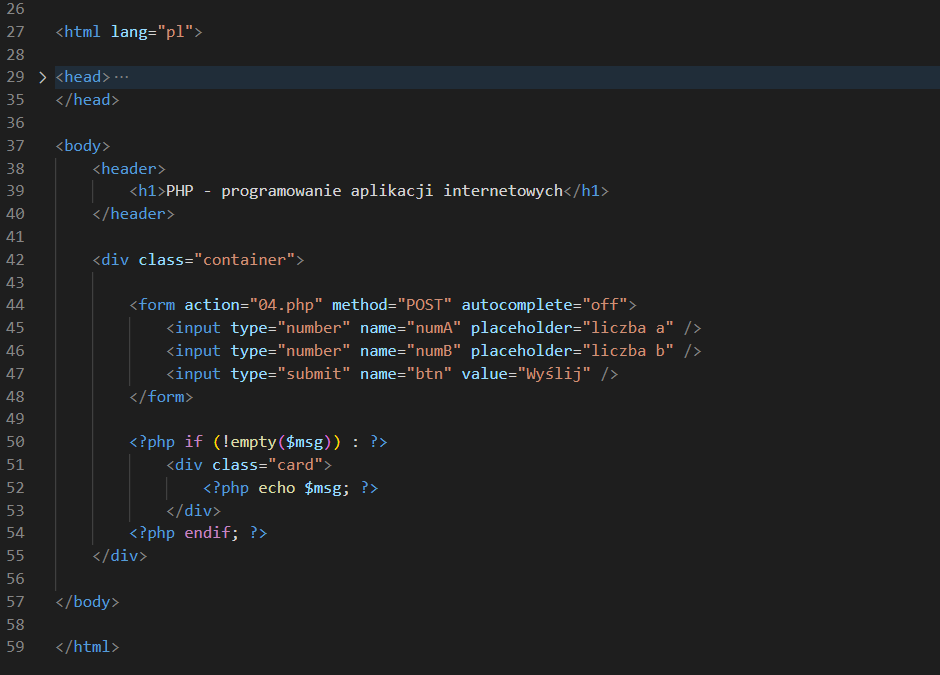 26
27 <html lang="pl">
28
29 > <head> ···
35 </head>
36
37 <body>
38 <header>
39 <h1>PHP - programowanie aplikacji internetowych</h1>
40 </header>
41
42 <div class="container">
43
44 <form action="04.php" method="POST" autocomplete="off">
45 <input type="number" name="numA" placeholder="liczba a" />
46 <input type="number" name="numB" placeholder="liczba b" />
47 <input type="submit" name="btn" value="Wyślij" />
48 </form>
49
50 <?php if (!empty($msg)) : ?>
51 <div class="card">
52 <?php echo $msg; ?>
53 </div>
54 <?php endif; ?>
55 </div>
56
57 </body>
58
59 </html>